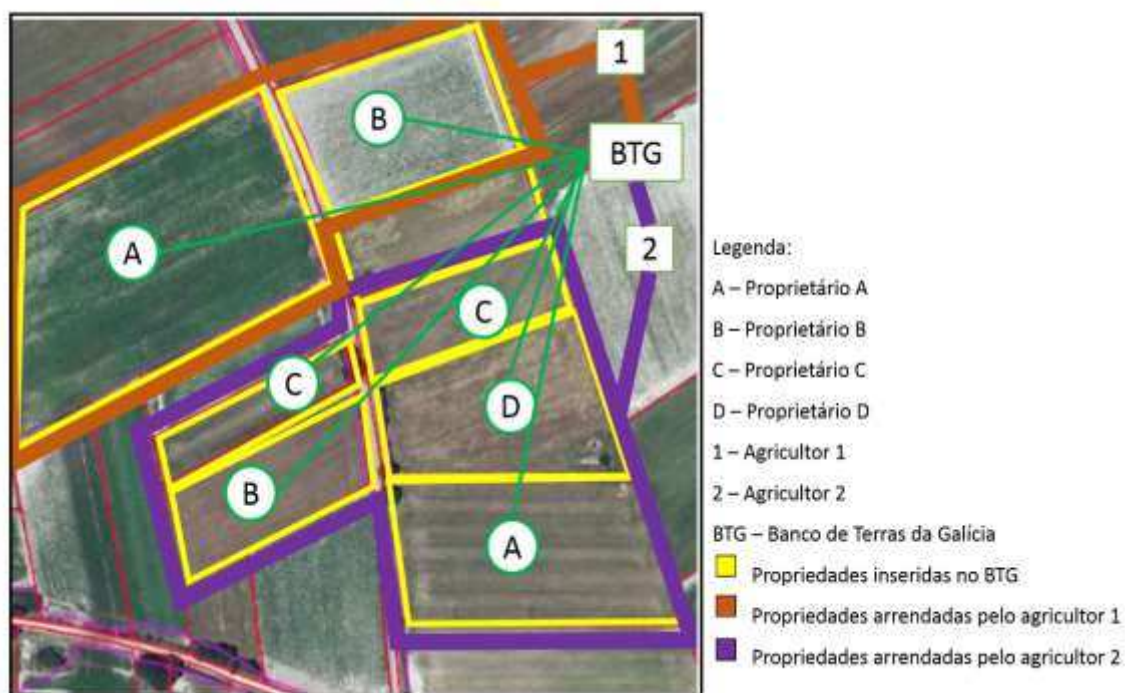 1
B
BTG
A
2
C
C
D
B
A
Legenda:
A – Proprietário A
B – Proprietário B
C – Proprietário C
D – Proprietário D
1 – Agricultor 1
2 – Agricultor 2
BTG – Banco de Terras da Galícia
Propriedades inseridas no BTG
Propriedades arrendadas pelo agricultor 1
Propriedades arrendadas pelo agricultor 2